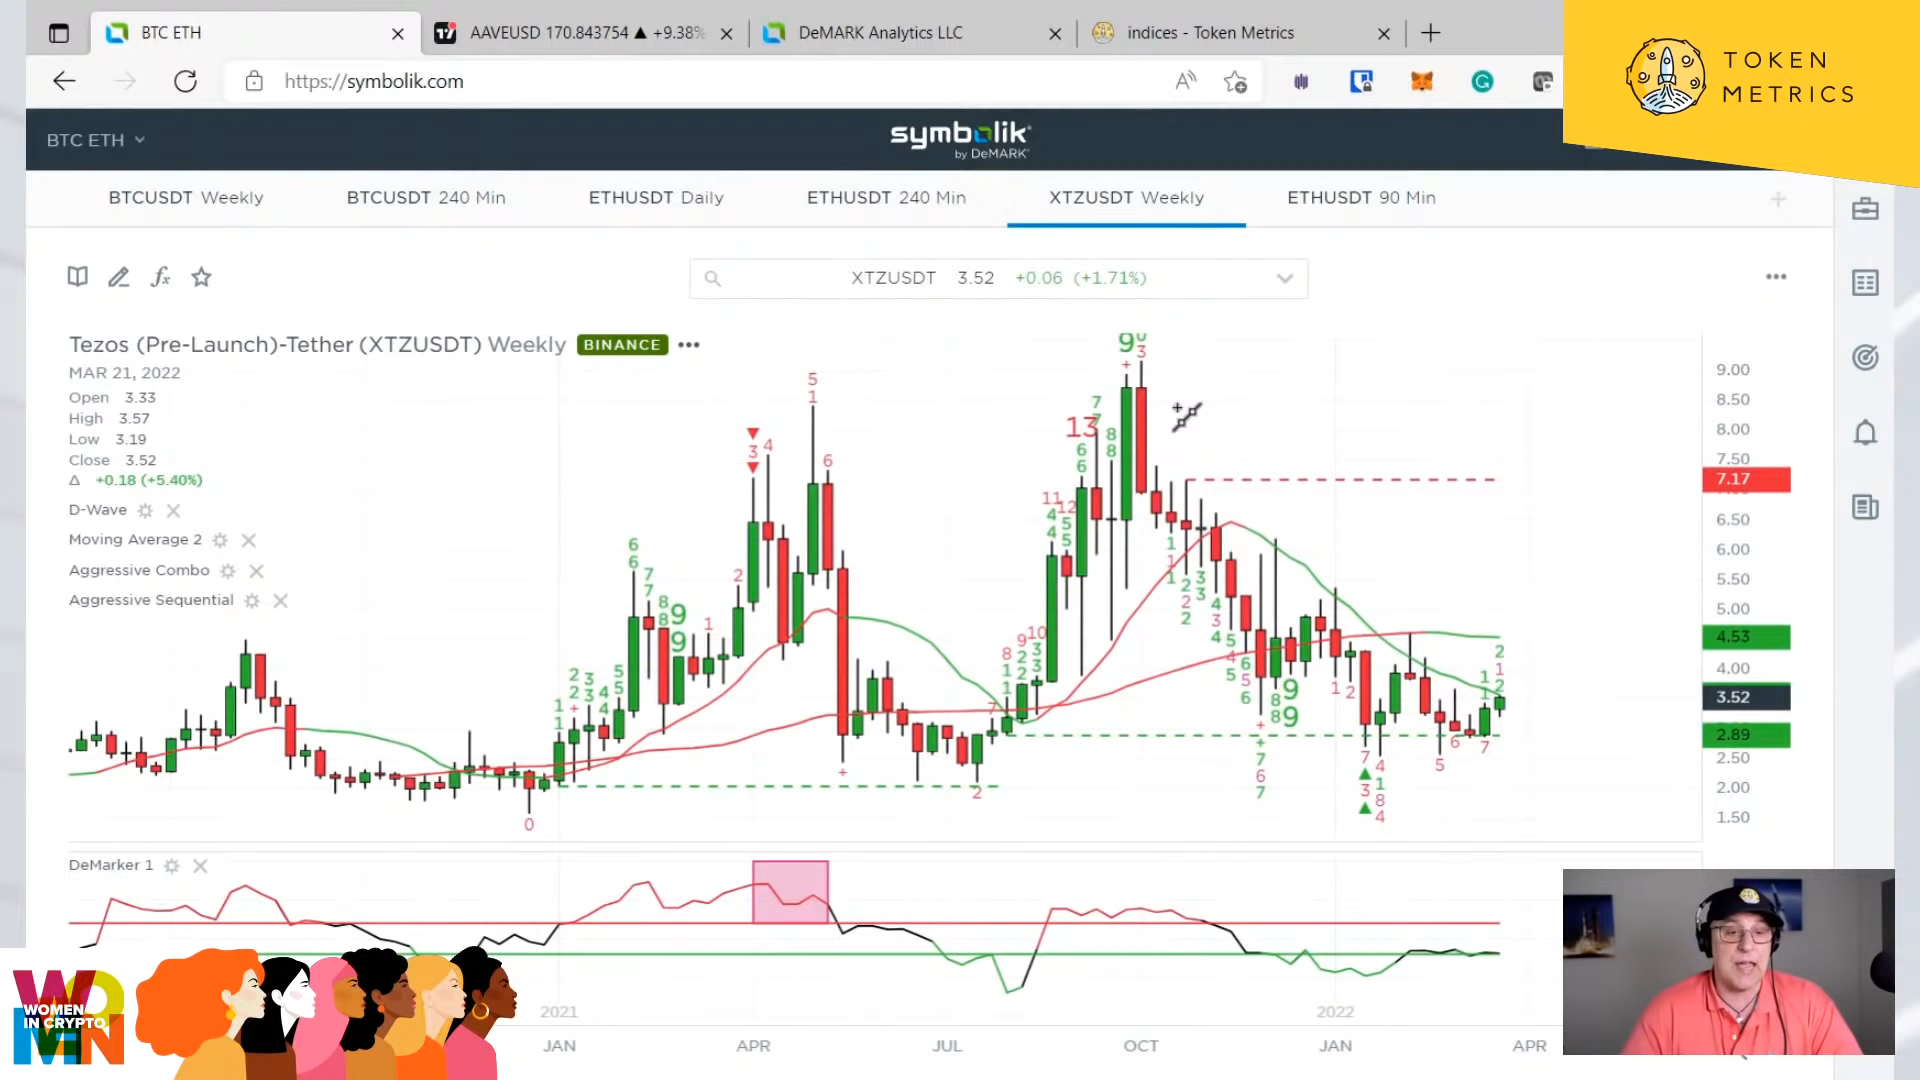 BTC ETH
AAVEUSD 170.843754 ▲ +9.38%
DeMARK Analytics LLC
indices - Token Metrics
https://symbolik.com
TOKEN
METRICS
BTC ETH
symbolik
by DeMARK
BTCUSDT Weekly
BTCUSDT 240 Min
ETHUSDT Daily
ETHUSDT 240 Min
XTZUSDT Weekly
ETHUSDT 90 Min
XTZUSDT 3.52 +0.06 (+1.71%)
Tezos (Pre-Launch)-Tether (XTZUSDT) Weekly BINANCE
MAR 21, 2022
Open 3.33
High 3.57
Low 3.19
Close 3.52
Δ +0.18 (+5.40%)
D-Wave
Moving Average 2
Aggressive Combo
Aggressive Sequential
9.00
8.50
8.00
7.50
7.17
6.50
6.00
5.50
5.00
4.53
4.00
3.52
2.89
2.50
2.00
1.50
DeMarker 1
2021
2022
JAN
APR
JUL
OCT
JAN
APR
WOMEN
IN CRYPTO